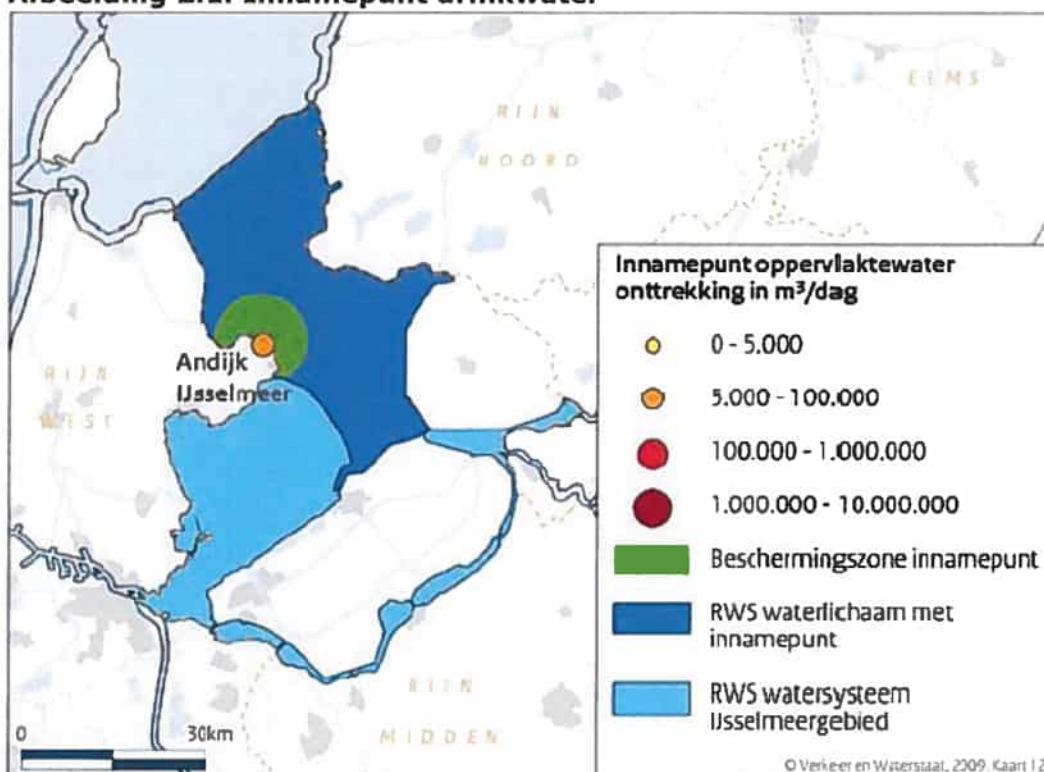 RIJN
NOORD
EEMS
Andijk
IJsselmeer
RIJN
WEST
RIJN
MIDDEN
0 30km
Innamepunt oppervlaktewater
onttrekking in m³/dag
0 - 5.000
5.000 - 100.000
100.000 - 1.000.000
1.000.000 - 10.000.000
Beschermingszone innamepunt
RWS waterlichaam met
innamepunt
RWS watersysteem
IJsselmeergebied
© Verkeer en Waterstaat, 2009, Kaart 12